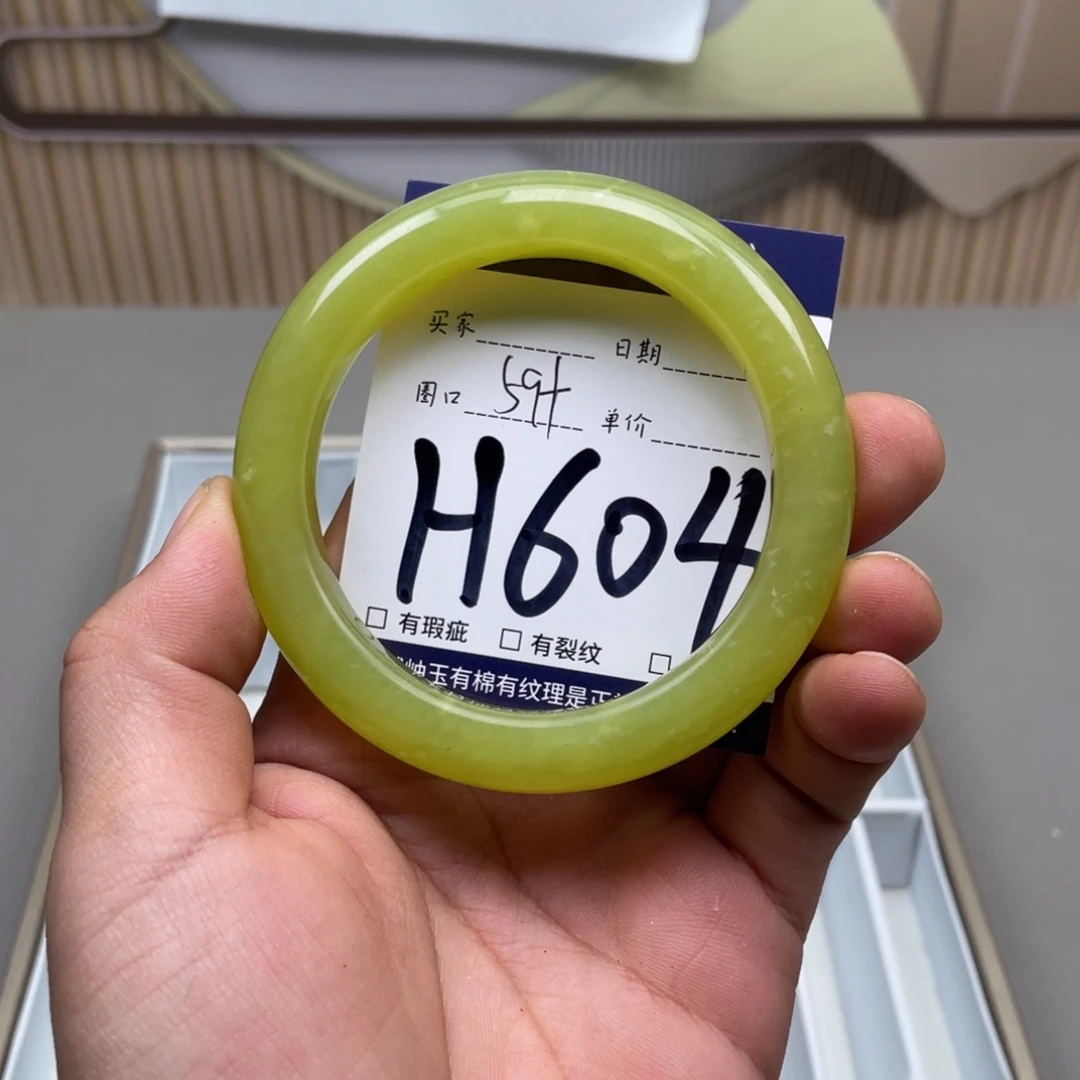 买家 日期
圈口 59+ 单价
H604
□ 有瑕疵 □ 有裂纹 □
岫玉有棉有纹理是正